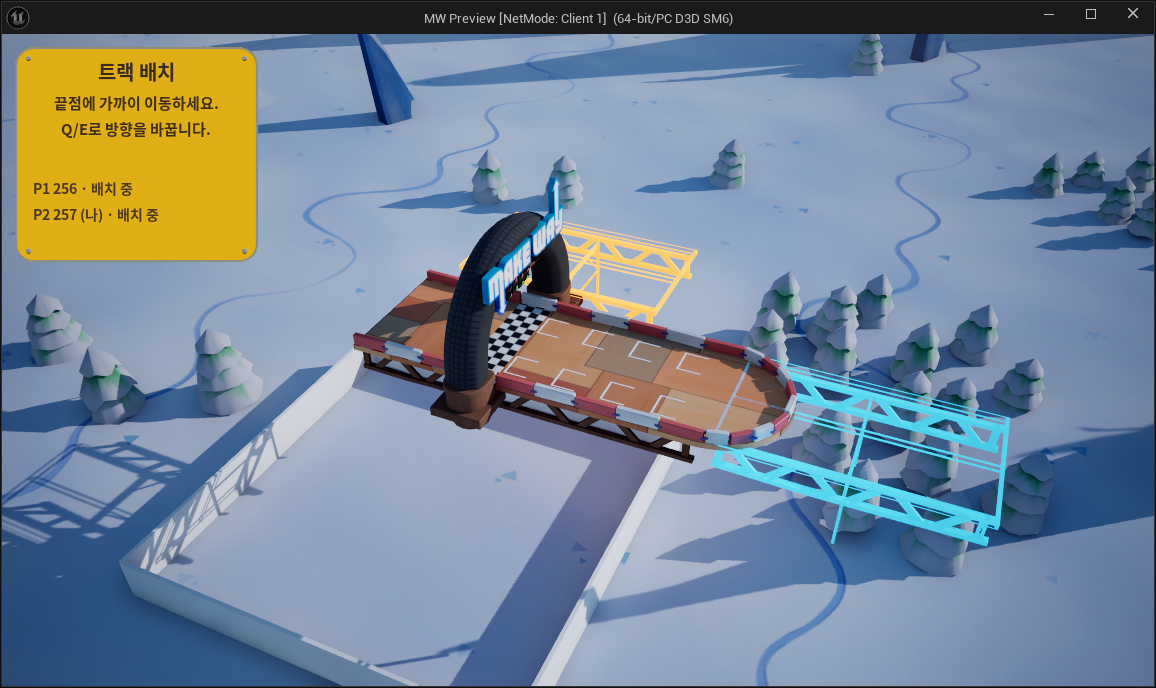 MW Preview [NetMode: Client 1]  (64-bit/PC D3D SM6)
트랙 배치
끝점에 가까이 이동하세요.
Q/E로 방향을 바꿉니다.
P1 256 · 배치 중
P2 257 (나) · 배치 중
MAKE WAY